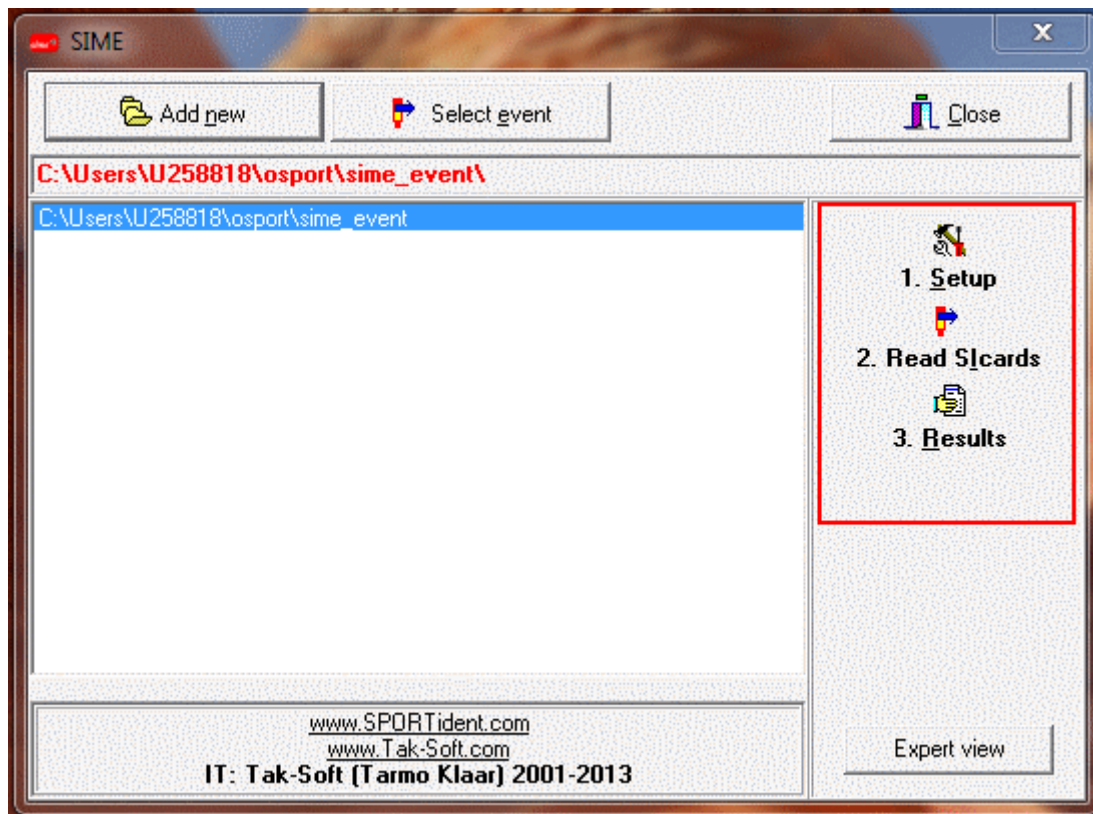 SIME
Add new
Select event
Close
C:\Users\U258818\osport\sime_event\
C:\Users\U258818\osport\sime_event
1. Setup
2. Read SIcards
3. Results
www.SPORTident.com
www.Tak-Soft.com
IT: Tak-Soft (Tarmo Klaar) 2001-2013
Expert view